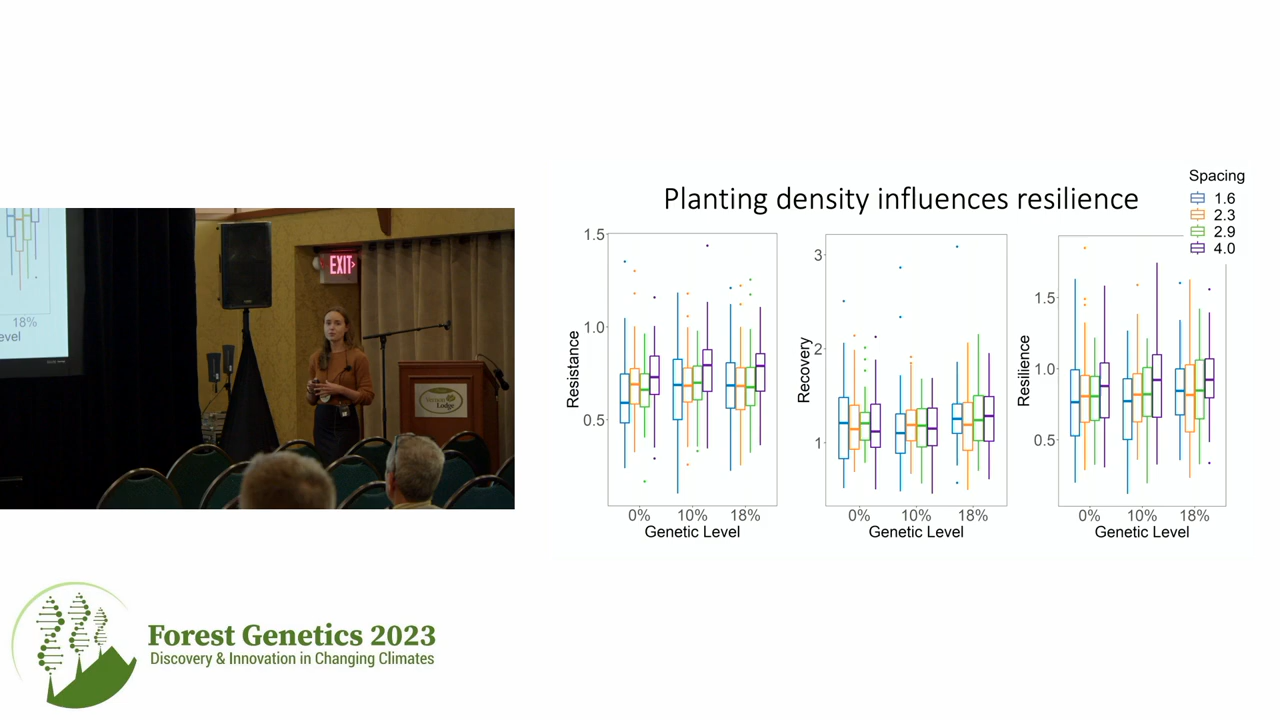 Planting density influences resilience
Spacing
1.6
2.3
2.9
4.0
1.5
1.0
0.5
Resistance
0% 10% 18%
Genetic Level
3
2
1
Recovery
0% 10% 18%
Genetic Level
1.5
1.0
0.5
Resilience
0% 10% 18%
Genetic Level
18%
evel
EXIT
Lodge
Forest Genetics 2023
Discovery & Innovation in Changing Climates